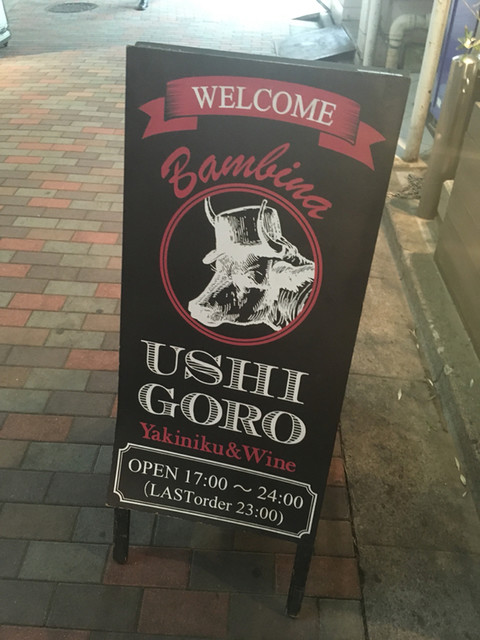 WELCOME
Bambina
USHI
GORO
Yakiniku&Wine
OPEN 17:00 ～ 24:00
(LASTorder 23:00)